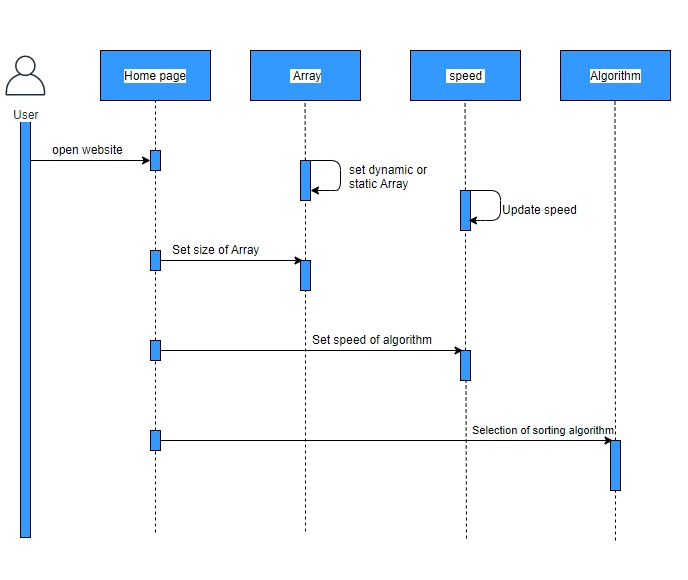 Home page
Array
speed
Algorithm
User
open website
set dynamic or
static Array
Update speed
Set size of Array
Set speed of algorithm
Selection of sorting algorithm